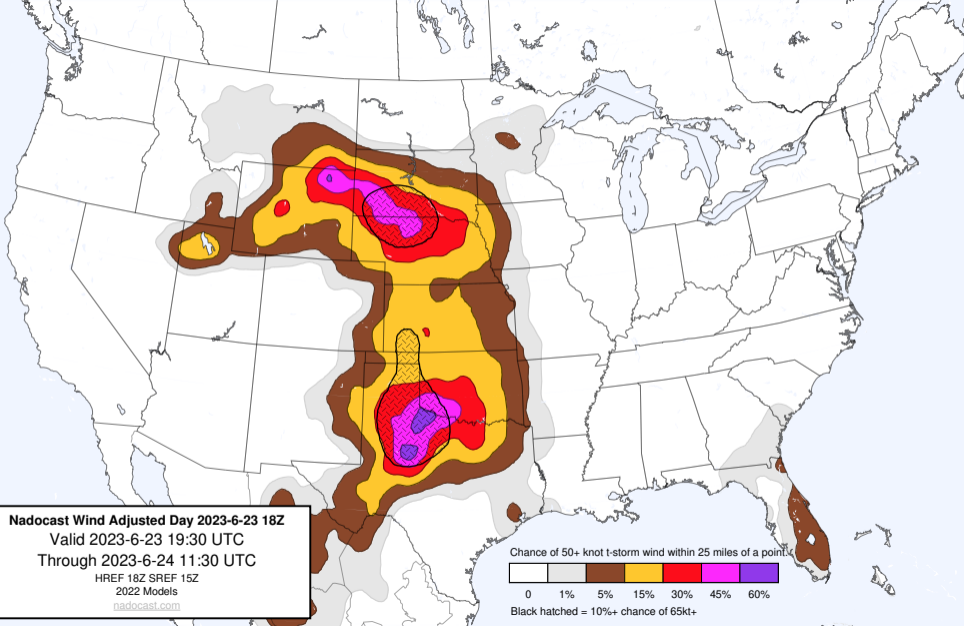 Nadocast Wind Adjusted Day 2023-6-23 18Z
Valid 2023-6-23 19:30 UTC
Through 2023-6-24 11:30 UTC
HREF 18Z SREF 15Z
2022 Models
nadocast.com
Chance of 50+ knot t-storm wind within 25 miles of a point.
0 1% 5% 15% 30% 45% 60%
Black hatched = 10%+ chance of 65kt+